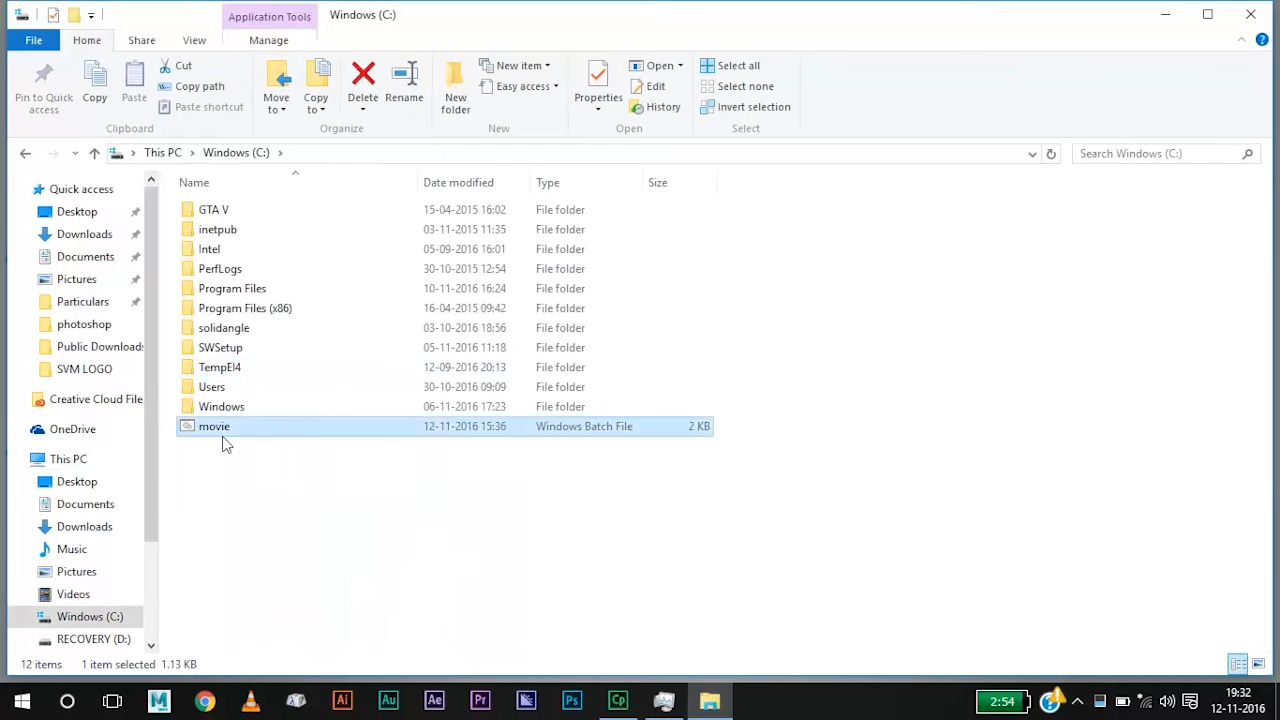 Application Tools
Windows (C:)
File
Home
Share
View
Manage
Pin to Quick access
Copy
Paste
Cut
Copy path
Paste shortcut
Clipboard
Move to
Copy to
Delete
Rename
Organize
New folder
New item
Easy access
New
Properties
Open
Edit
History
Open
Select all
Select none
Invert selection
Select
This PC
Windows (C:)
Search Windows (C:)
Name
Date modified
Type
Size
GTA V 15-04-2015 16:02 File folder
inetpub 03-11-2015 11:35 File folder
Intel 05-09-2016 16:01 File folder
PerfLogs 30-10-2015 12:54 File folder
Program Files 10-11-2016 16:24 File folder
Program Files (x86) 16-04-2015 09:42 File folder
solidangle 03-10-2016 18:56 File folder
SWSetup 05-11-2016 11:18 File folder
TempEI4 12-09-2016 20:13 File folder
Users 30-10-2016 09:09 File folder
Windows 06-11-2016 17:23 File folder
movie 12-11-2016 15:36 Windows Batch File 2 KB
Quick access
Desktop
Downloads
Documents
Pictures
Particulars
photoshop
Public Downloads
SVM LOGO
Creative Cloud File
OneDrive
This PC
Desktop
Documents
Downloads
Music
Pictures
Videos
Windows (C:)
RECOVERY (D:)
12 items 1 item selected 1.13 KB
Ai
Au
Ae
Pr
Ps
Cp
2:54
19:32
12-11-2016